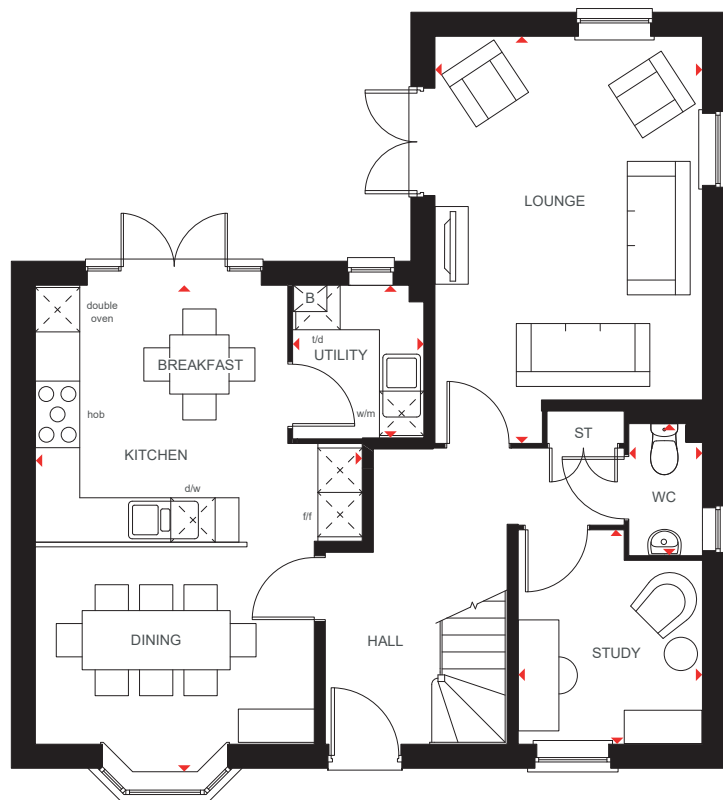 LOUNGE
B
double
oven
t/d
UTILITY
BREAKFAST
hob
w/m
ST
KITCHEN
d/w
WC
f/f
DINING
HALL
STUDY